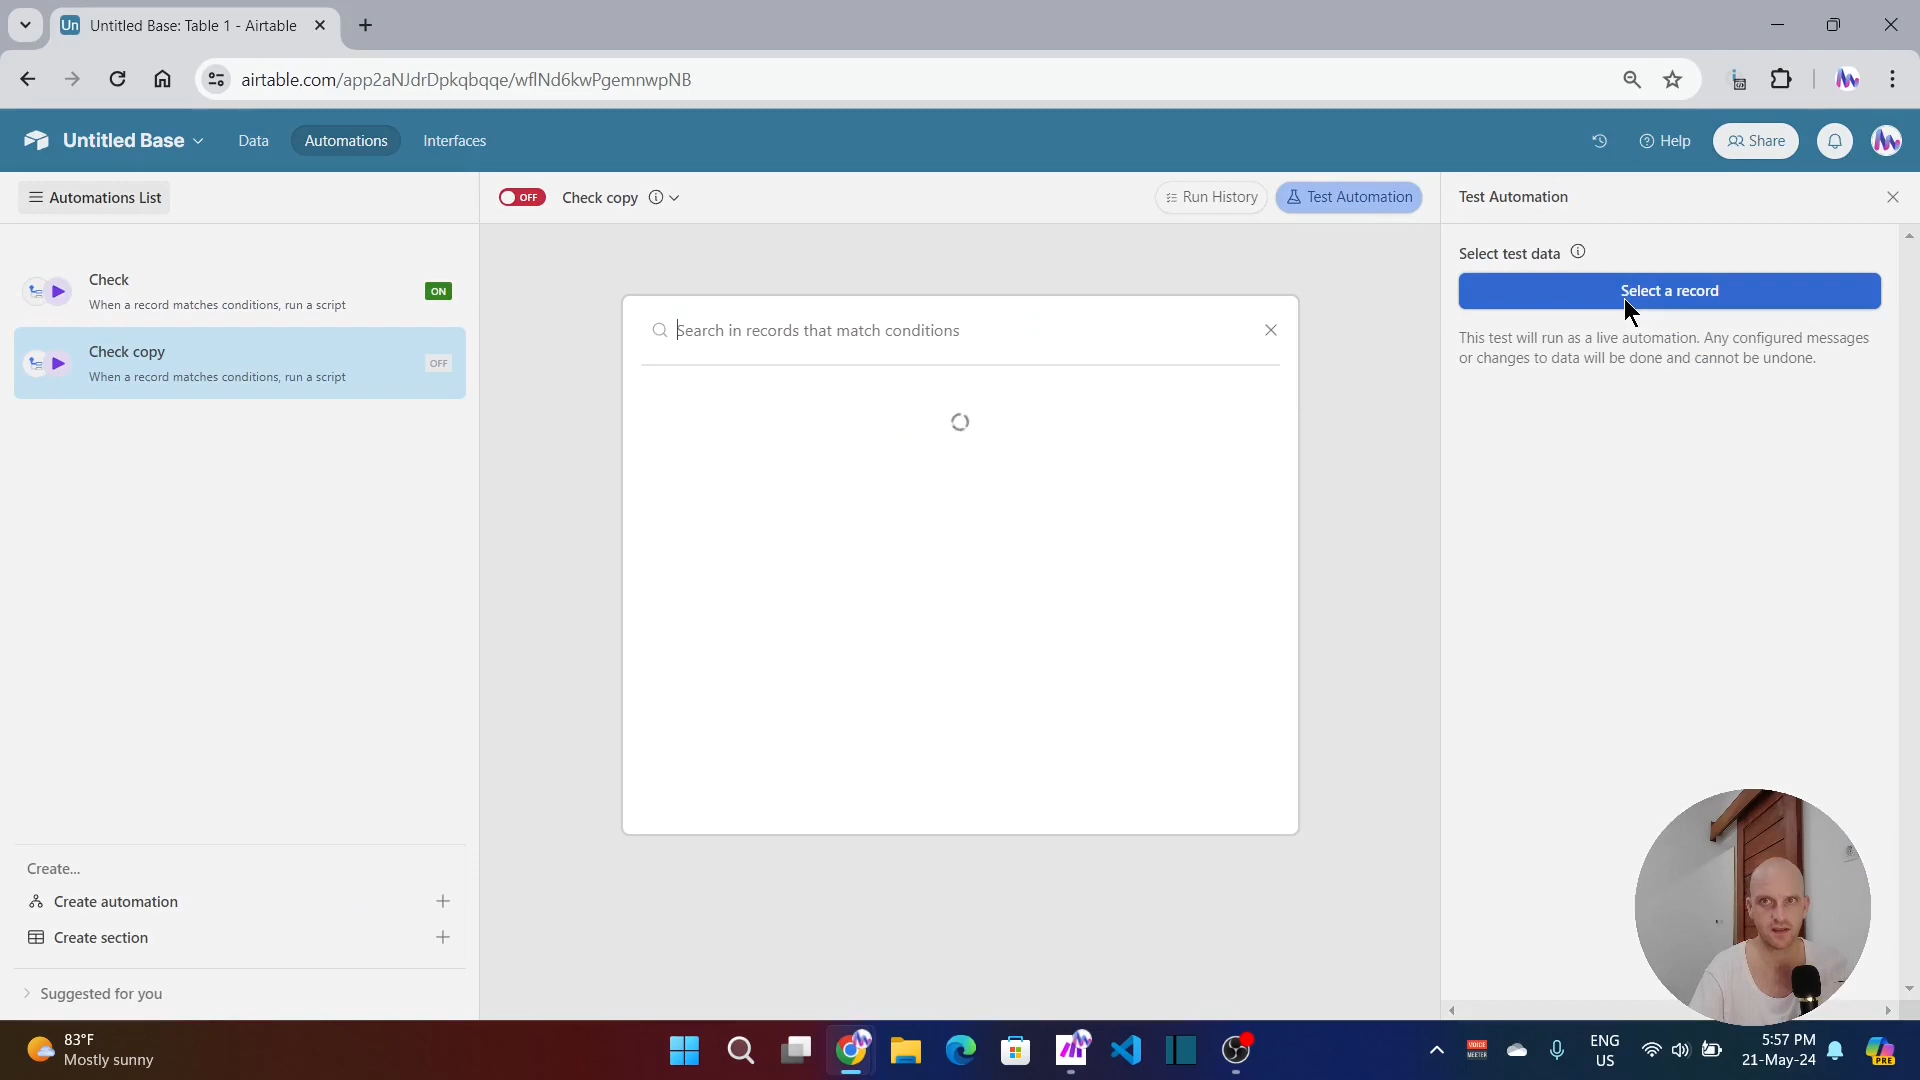 Un
Untitled Base: Table 1 - Airtable
airtable.com/app2aNJdrDpkqbqqe/wflNd6kwPgemnwpNB
Untitled Base
Data
Automations
Interfaces
Help
Share
Automations List
OFF
Check copy
Run History
Test Automation
Test Automation
Check
When a record matches conditions, run a script
ON
Check copy
When a record matches conditions, run a script
OFF
Search in records that match conditions
Select test data
Select a record
This test will run as a live automation. Any configured messages
or changes to data will be done and cannot be undone.
Create...
Create automation
Create section
Suggested for you
83°F
Mostly sunny
VOICE
MEETER
ENG
US
5:57 PM
21-May-24
PRE